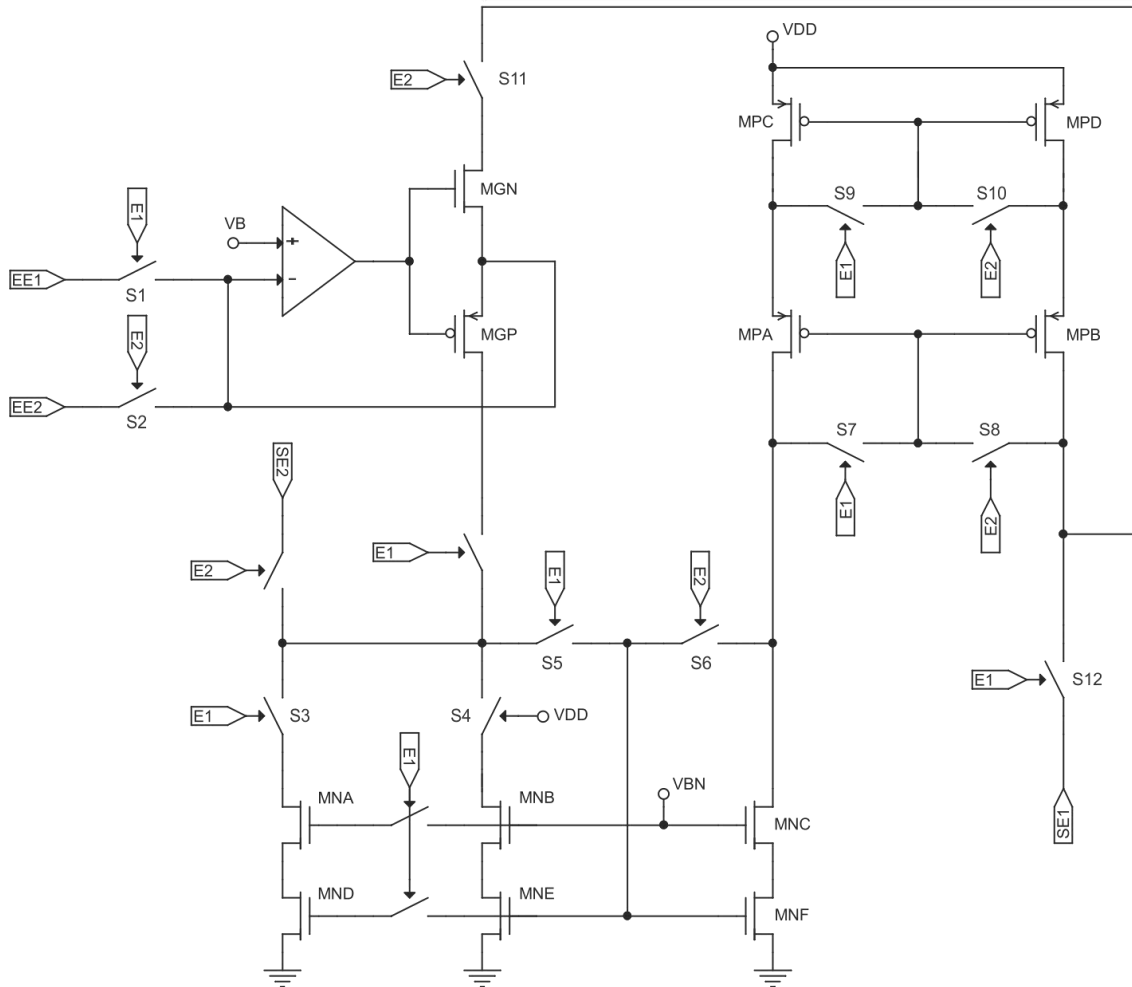 VDD
E2
S11
MPC
MPD
MGN
E1
S9
S10
VB
+
EE1
-
S1
E1
E2
E2
MGP
MPA
MPB
EE2
S2
S7
S8
SE2
E1
E2
E1
E2
E1
E2
S5
S6
E1
S12
E1
S3
S4
VDD
E1
VBN
MNA
MNB
MNC
SE1
MND
MNE
MNF